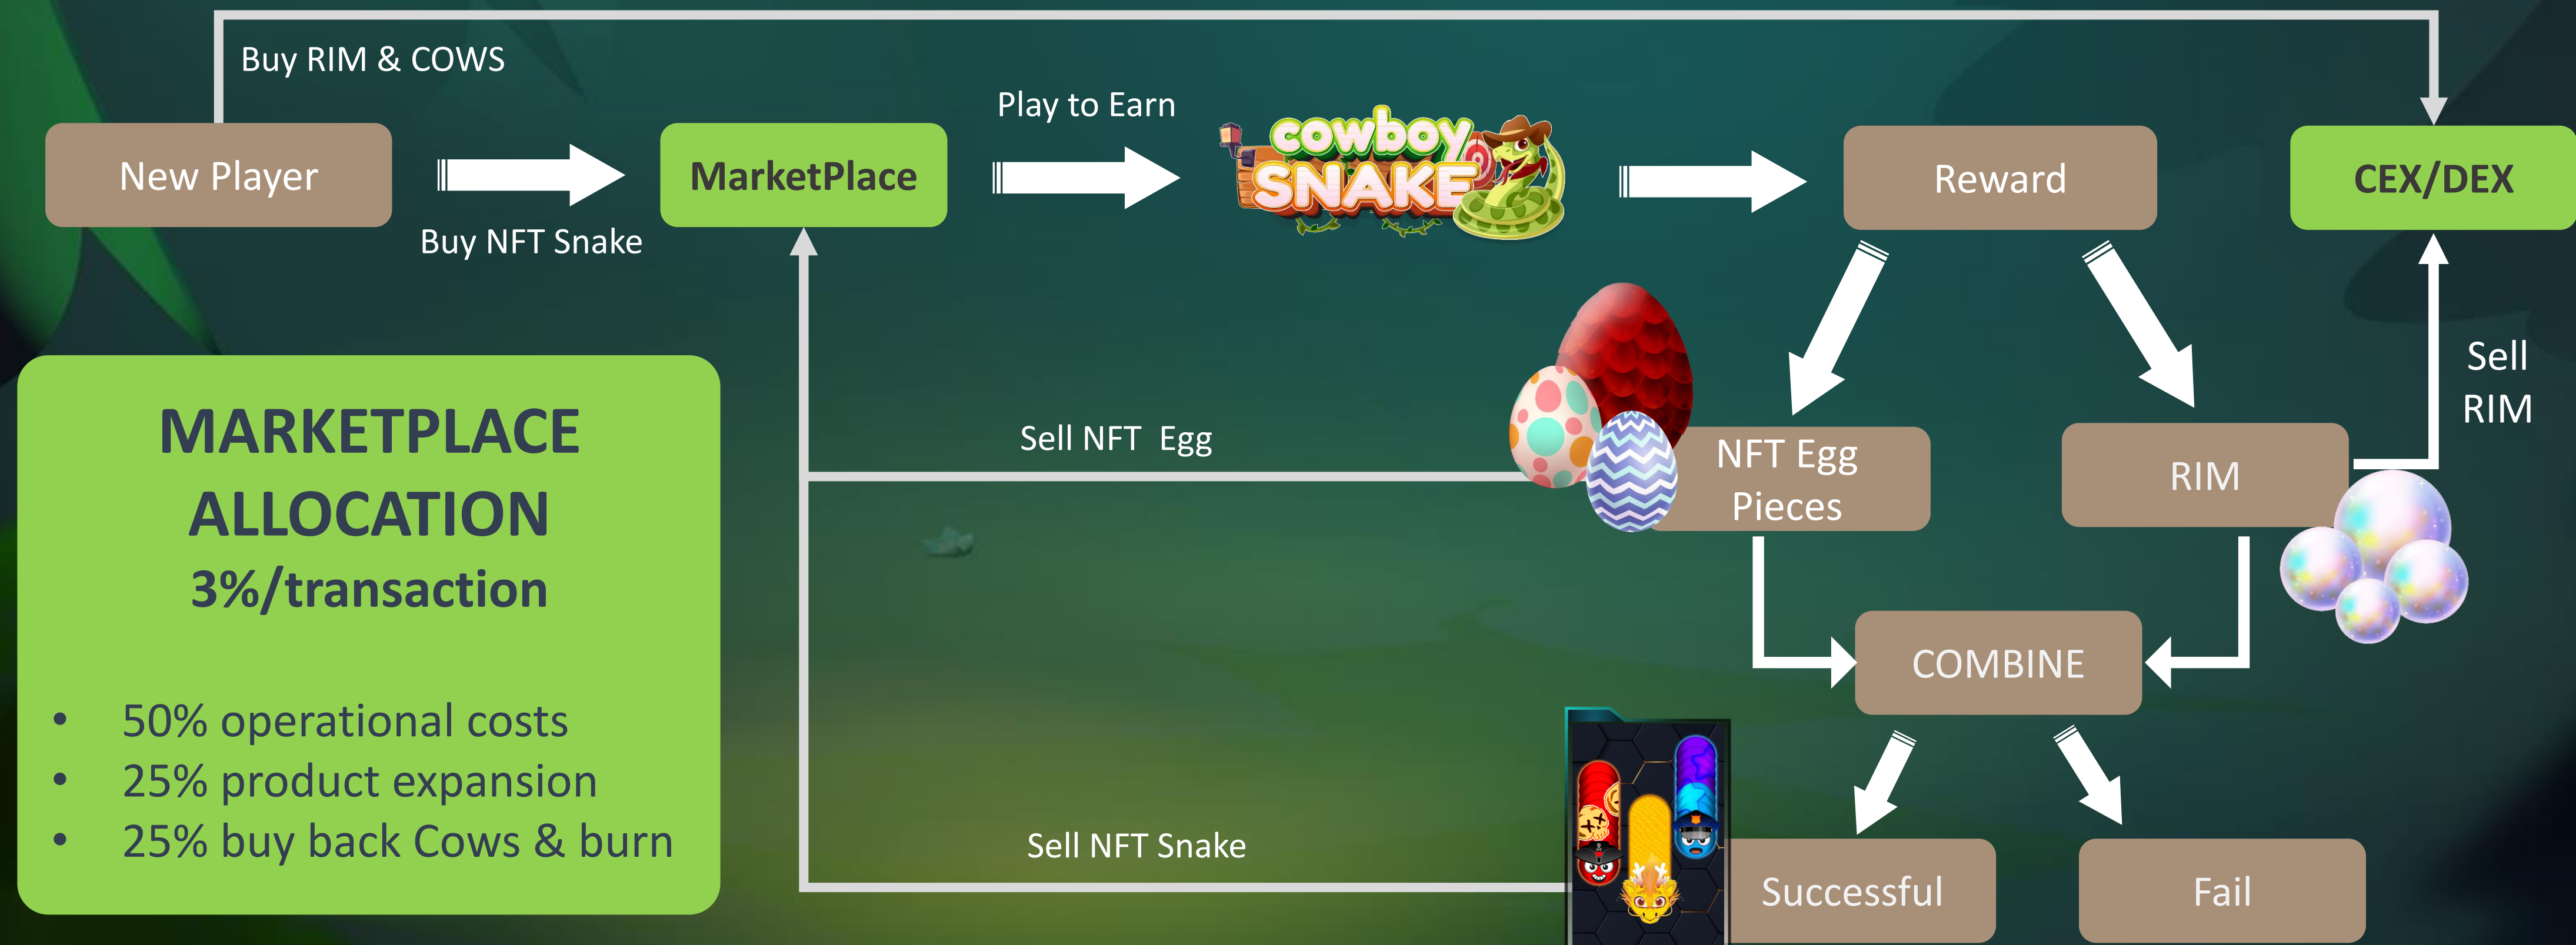 Buy RIM & COWS
New Player
Buy NFT Snake
MarketPlace
Play to Earn
cowboy
SNAKE
Reward
CEX/DEX
Sell
RIM
Sell NFT Egg
NFT Egg
Pieces
RIM
COMBINE
Sell NFT Snake
Successful
Fail
MARKETPLACE
ALLOCATION
3%/transaction
• 50% operational costs
• 25% product expansion
• 25% buy back Cows & burn